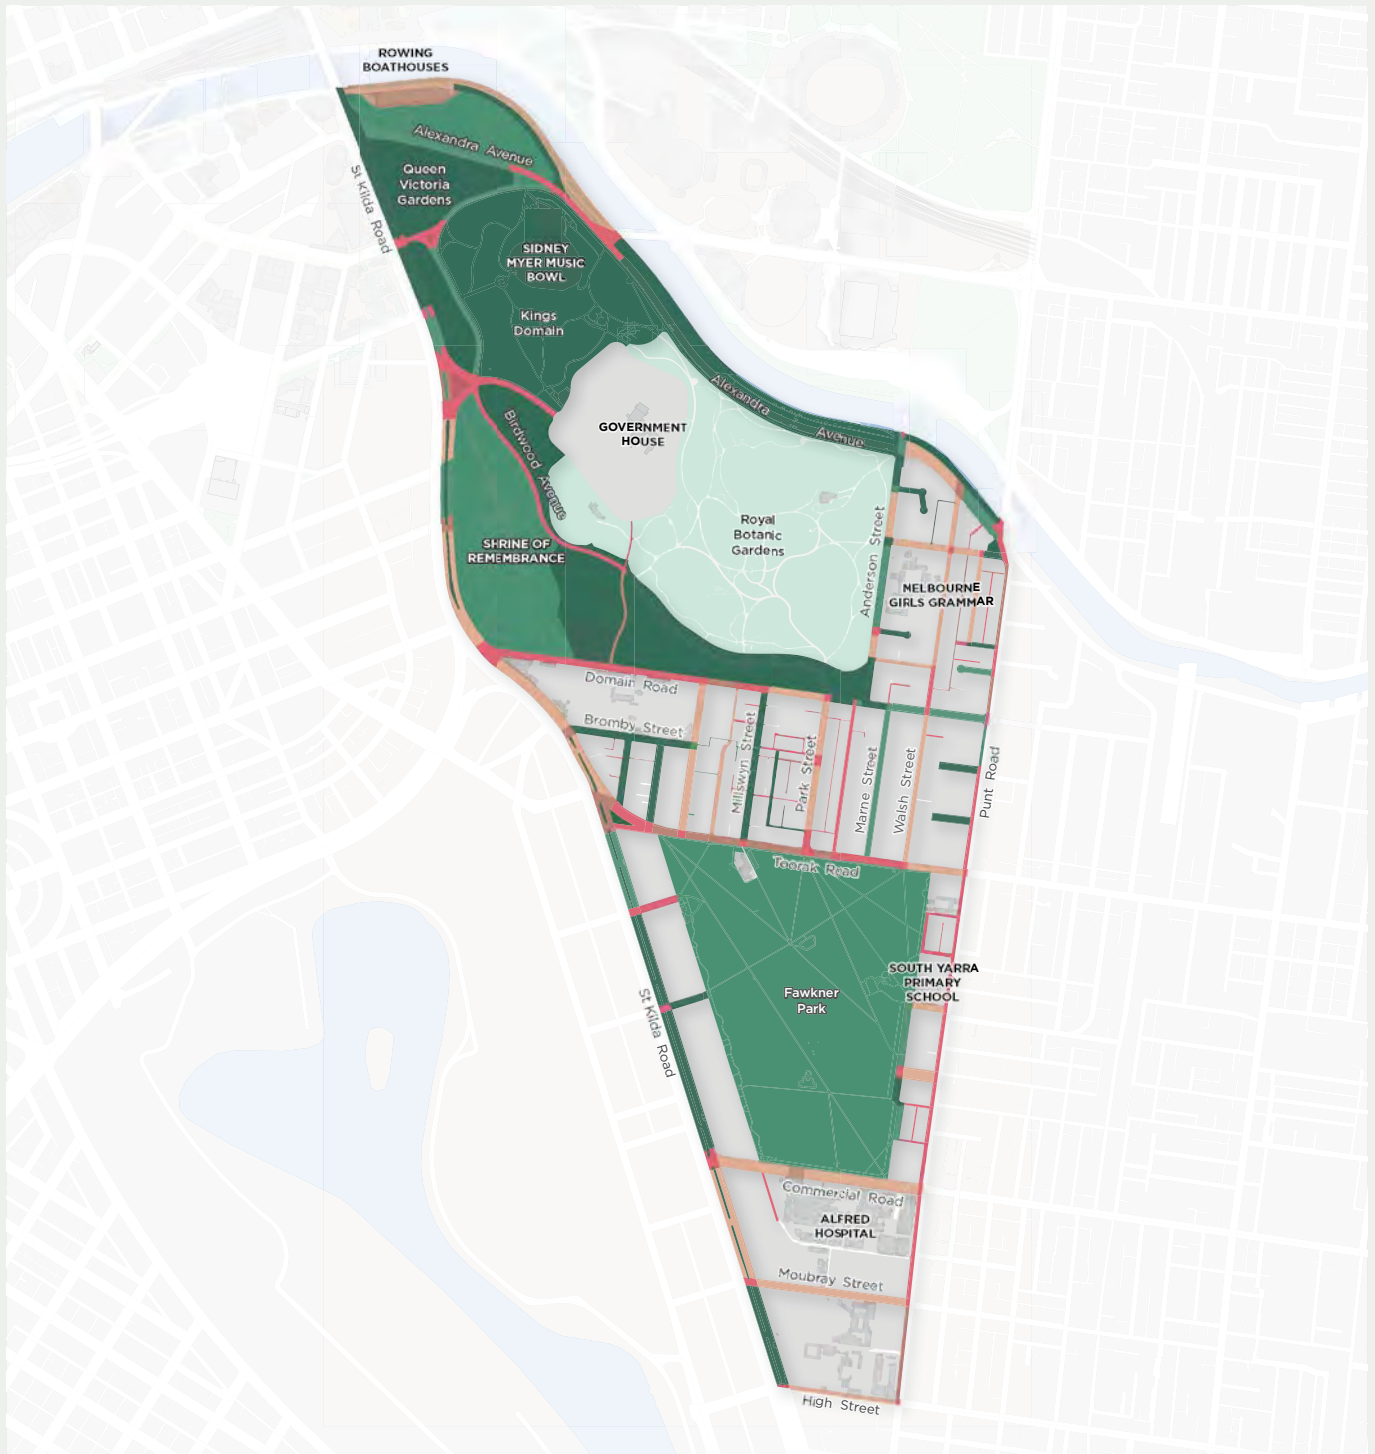 ROWING
BOATHOUSES
Alexandra Avenue
Queen
Victoria
Gardens
St Kilda Road
SIDNEY
MYER MUSIC
BOWL
Kings
Domain
Alexandra
Avenue
Birdwood Avenue
GOVERNMENT
HOUSE
Royal
Botanic
Gardens
Anderson Street
SHRINE OF
REMEMBRANCE
MELBOURNE
GIRLS GRAMMAR
Domain Road
Bromby Street
Millswyn Street
Park Street
Marne Street
Walsh Street
Punt Road
Toorak Road
SOUTH YARRA
PRIMARY
SCHOOL
Fawkner
Park
St Kilda Road
Commercial Road
ALFRED
HOSPITAL
Moubray Street
High Street